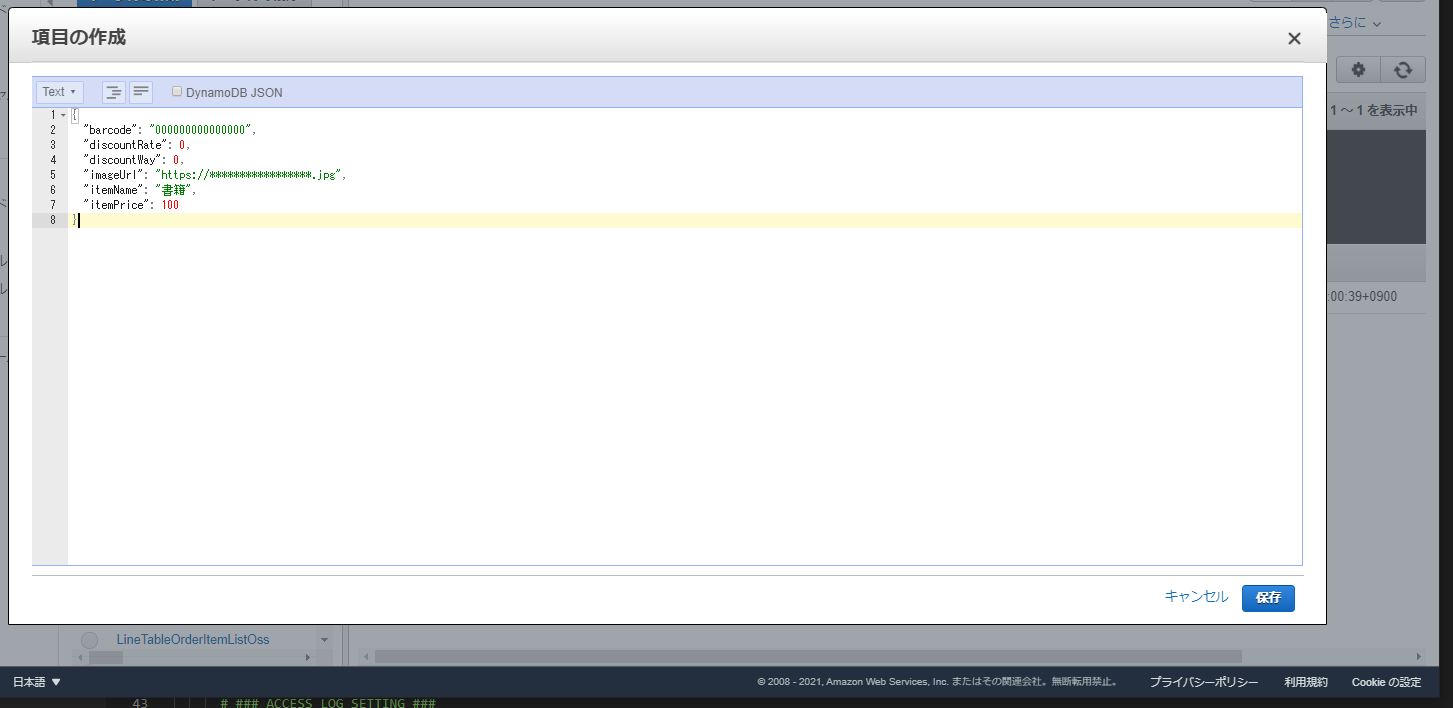 項目の作成
×
さらに
Text
DynamoDB JSON
1 ～ 1 を表示中
1 {
2 "barcode": "000000000000000",
3 "discountRate": 0,
4 "discountWay": 0,
5 "imageUrl": "https://*****************.jpg",
6 "itemName": "書籍",
7 "itemPrice": 100
8 }
:00:39+0900
キャンセル
保存
LineTableOrderItemListOss
日本語
© 2008 - 2021, Amazon Web Services, Inc. またはその関連会社。無断転用禁止。
プライバシーポリシー
利用規約
Cookie の設定
43 # ### ACCESS LOG SETTING ###